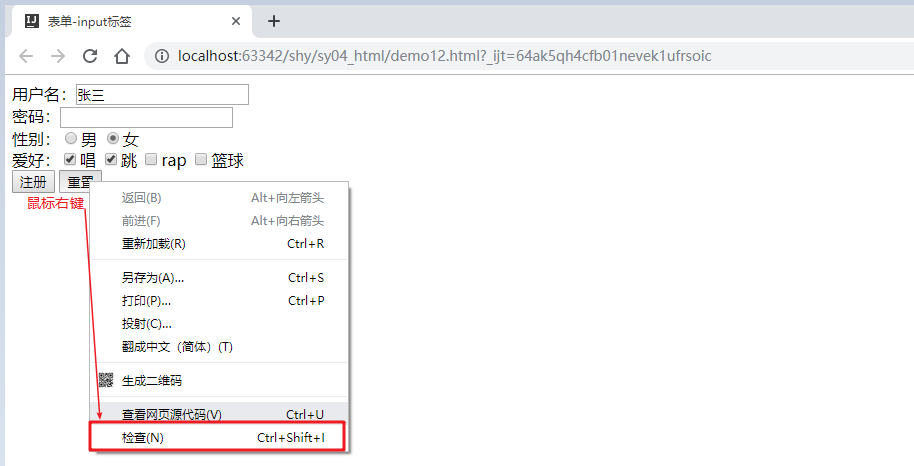 表单-input标签
localhost:63342/shy/sy04_html/demo12.html?_ijt=64ak5qh4cfb01nevek1ufrsoic
用户名：张三
密码：
性别： 男 女
爱好： 唱 跳 rap 篮球
注册 重置
鼠标右键
返回(B) Alt+向左箭头
前进(F) Alt+向右箭头
重新加载(R) Ctrl+R
另存为(A)... Ctrl+S
打印(P)... Ctrl+P
投射(C)...
翻成中文（简体）(T)
生成二维码
查看网页源代码(V) Ctrl+U
检查(N) Ctrl+Shift+I